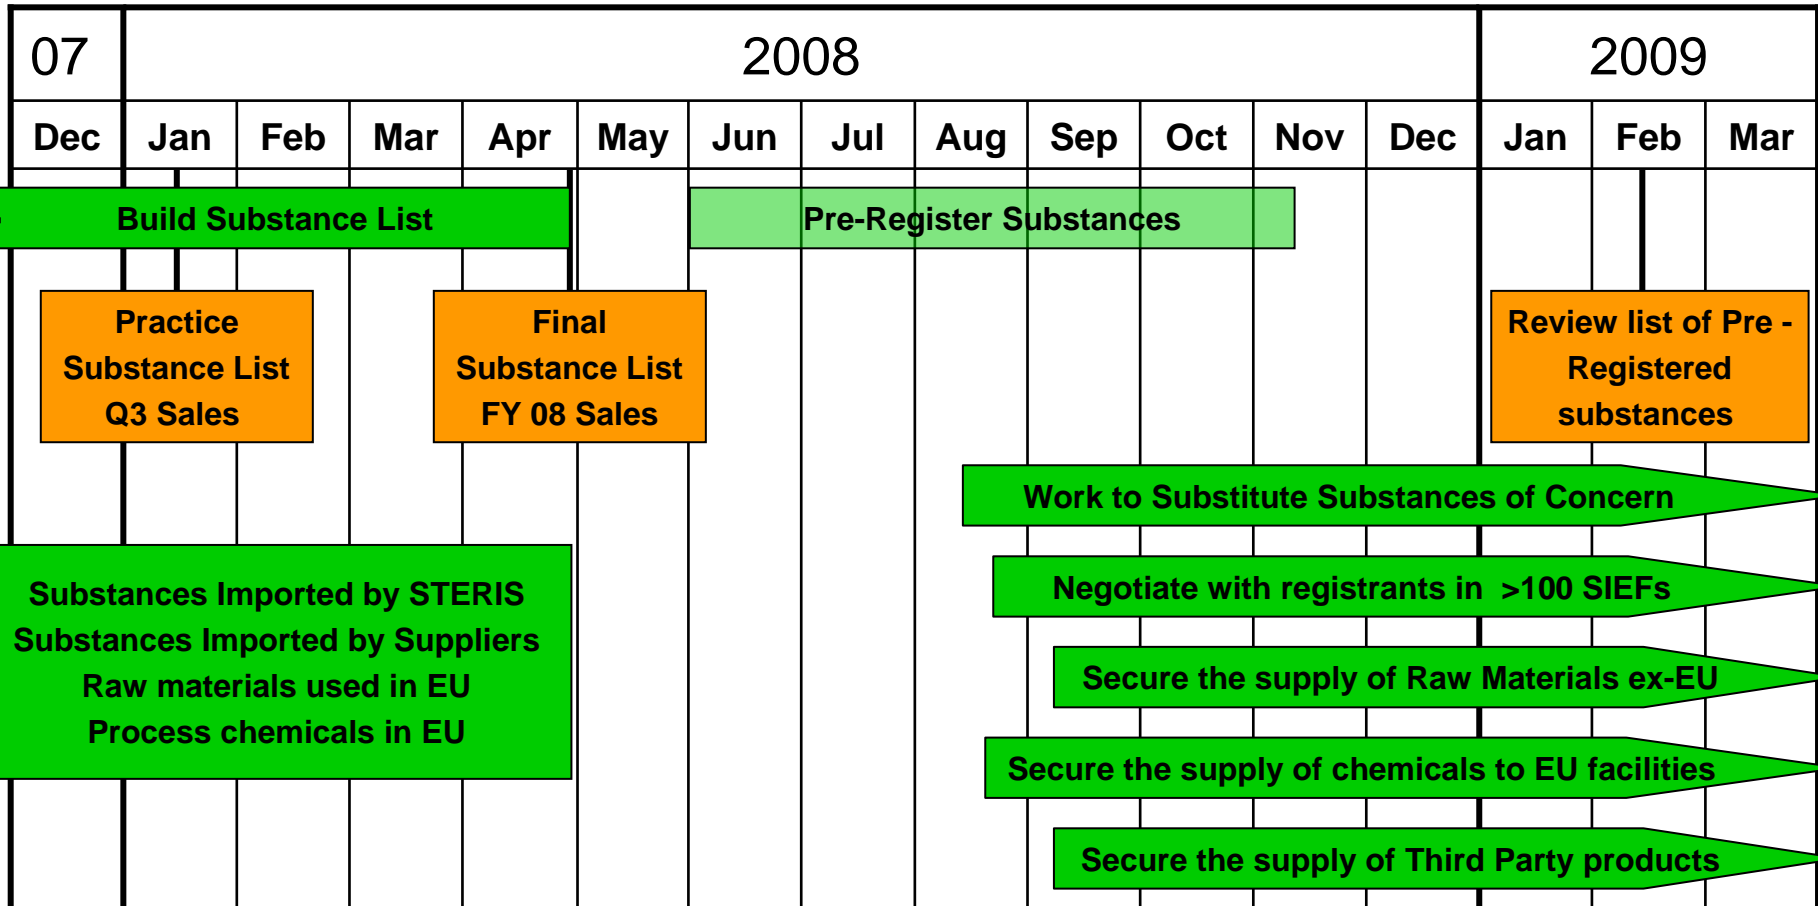 07 2008 2009
Dec Jan Feb Mar Apr May Jun Jul Aug Sep Oct Nov Dec Jan Feb Mar
Build Substance List
Pre-Register Substances
Practice
Substance List
Q3 Sales
Final
Substance List
FY 08 Sales
Review list of Pre -
Registered
substances
Work to Substitute Substances of Concern
Substances Imported by STERIS
Substances Imported by Suppliers
Raw materials used in EU
Process chemicals in EU
Negotiate with registrants in >100 SIEFs
Secure the supply of Raw Materials ex-EU
Secure the supply of chemicals to EU facilities
Secure the supply of Third Party products